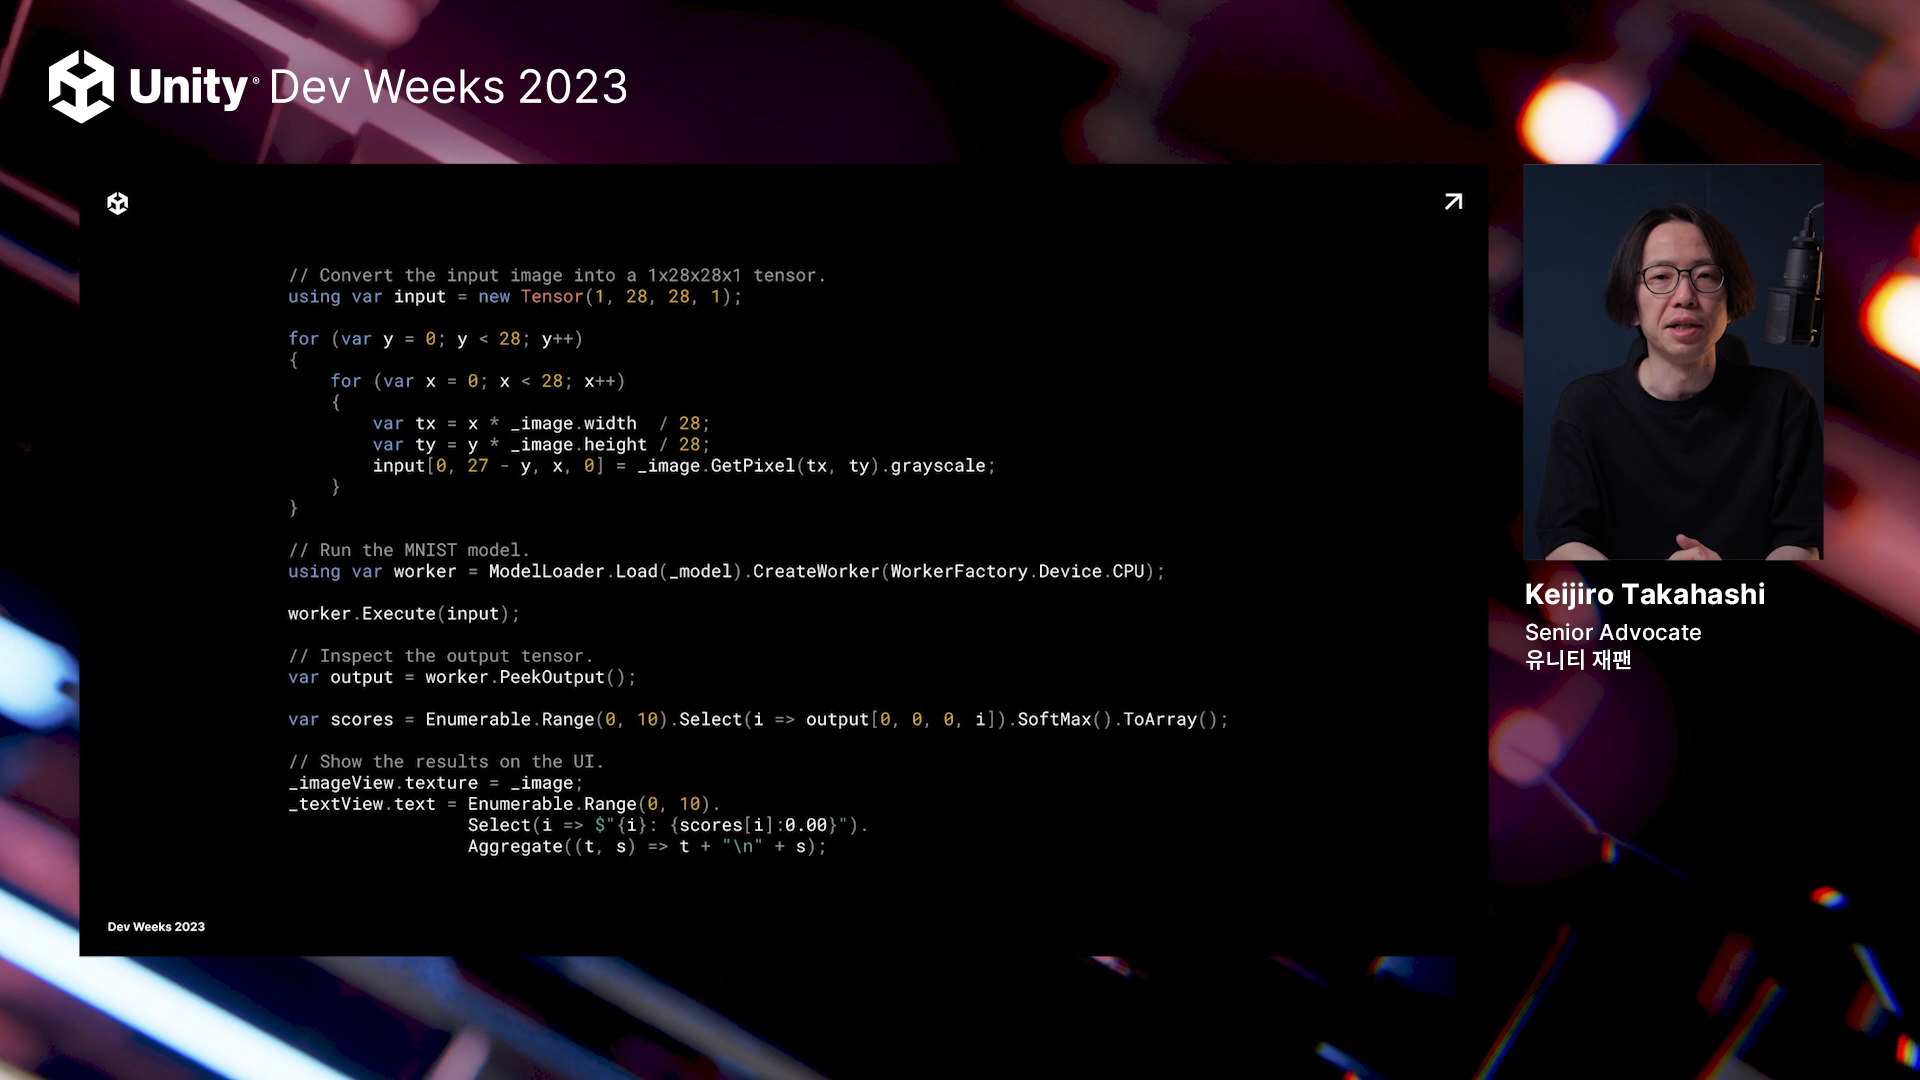 Unity® Dev Weeks 2023
// Convert the input image into a 1x28x28x1 tensor.
using var input = new Tensor(1, 28, 28, 1);
for (var y = 0; y < 28; y++)
{
for (var x = 0; x < 28; x++)
{
var tx = x * _image.width  / 28;
var ty = y * _image.height / 28;
input[0, 27 - y, x, 0] = _image.GetPixel(tx, ty).grayscale;
}
}
// Run the MNIST model.
using var worker = ModelLoader.Load(_model).CreateWorker(WorkerFactory.Device.CPU);
worker.Execute(input);
// Inspect the output tensor.
var output = worker.PeekOutput();
var scores = Enumerable.Range(0, 10).Select(i => output[0, 0, 0, i]).SoftMax().ToArray();
// Show the results on the UI.
_imageView.texture = _image;
_textView.text = Enumerable.Range(0, 10).
Select(i => $"{i}: {scores[i]:0.00}").
Aggregate((t, s) => t + "\n" + s);
Dev Weeks 2023
Keijiro Takahashi
Senior Advocate
유니티 재팬